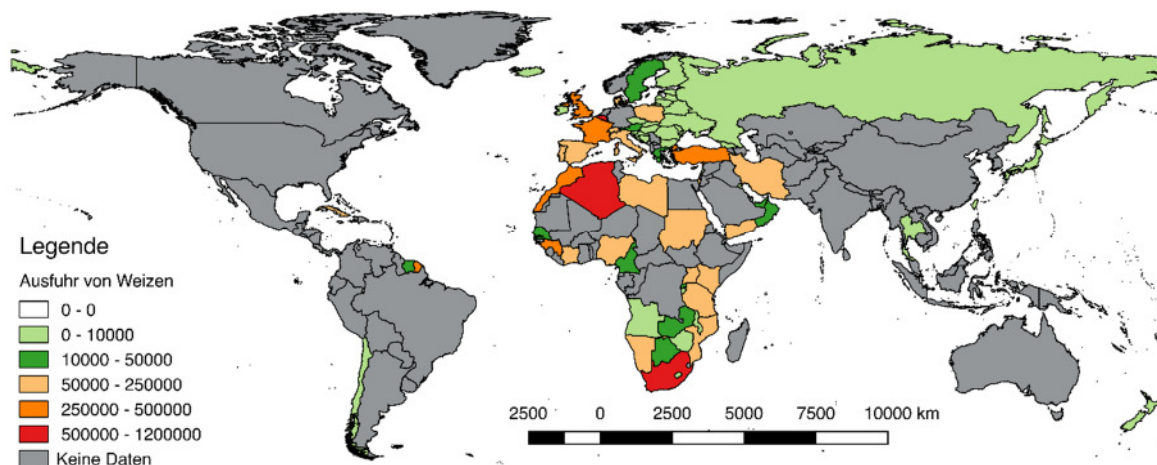 Legende
Ausfuhr von Weizen
0 - 0
0 - 10000
10000 - 50000
50000 - 250000
250000 - 500000
500000 - 1200000
Keine Daten
2500 0 2500 5000 7500 10000 km